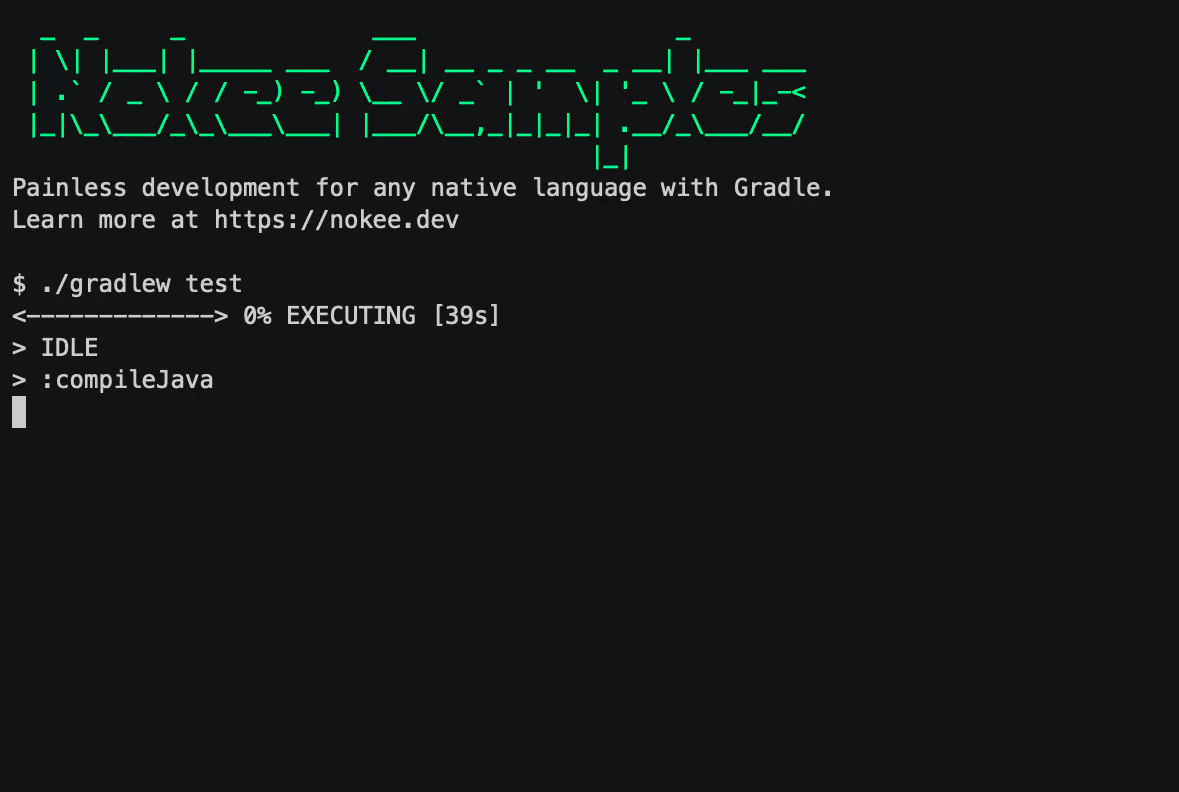 Nokee Samples
Painless development for any native language with Gradle.
Learn more at https://nokee.dev
$ ./gradlew test
<-------------> 0% EXECUTING [39s]
> IDLE
> :compileJava